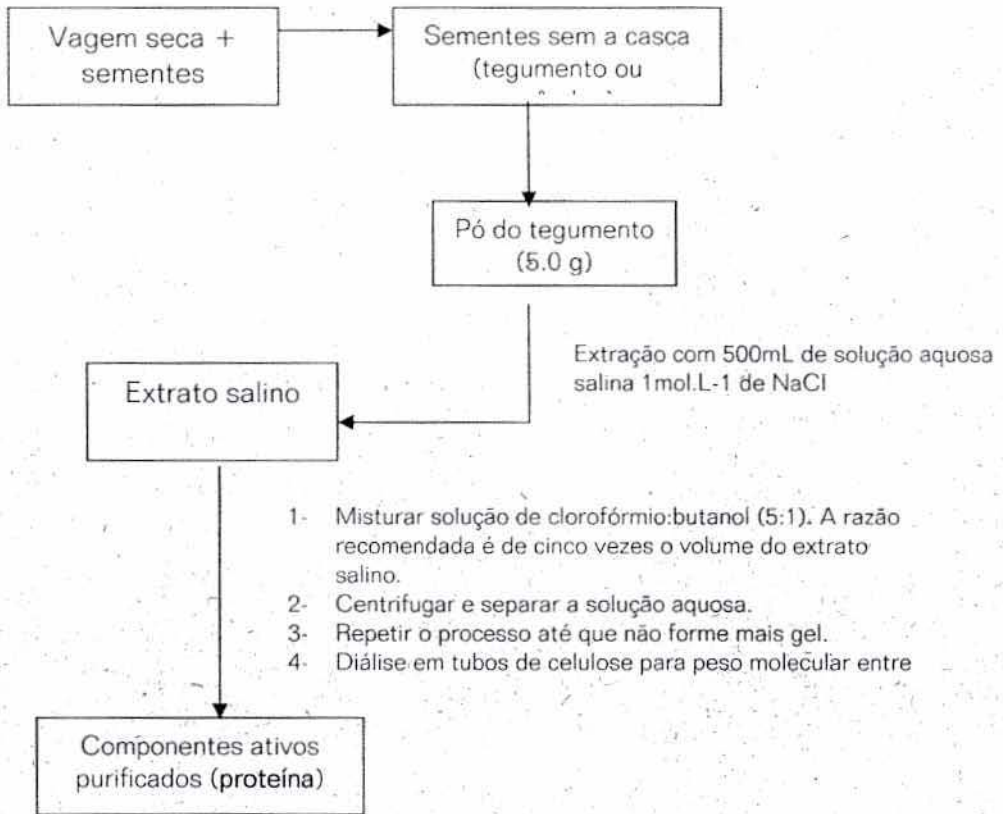 Vagem seca +
sementes
Sementes sem a casca
(tegumento ou
Pó do tegumento
(5.0 g)
Extração com 500mL de solução aquosa
salina 1mol.L-1 de NaCl
Extrato salino
1- Misturar solução de clorofórmio:butanol (5:1). A razão
recomendada é de cinco vezes o volume do extrato
salino.
2- Centrifugar e separar a solução aquosa.
3- Repetir o processo até que não forme mais gel.
4- Diálise em tubos de celulose para peso molecular entre
Componentes ativos
purificados (proteína)